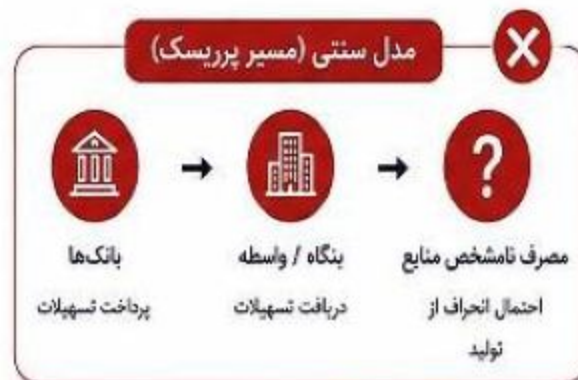 مدل سنتی (مسیر پرریسک)
بانک‌ها
پرداخت تسهیلات
بنگاه / واسطه
دریافت تسهیلات
مصرف نامشخص منابع
احتمال انحراف از
تولید
?